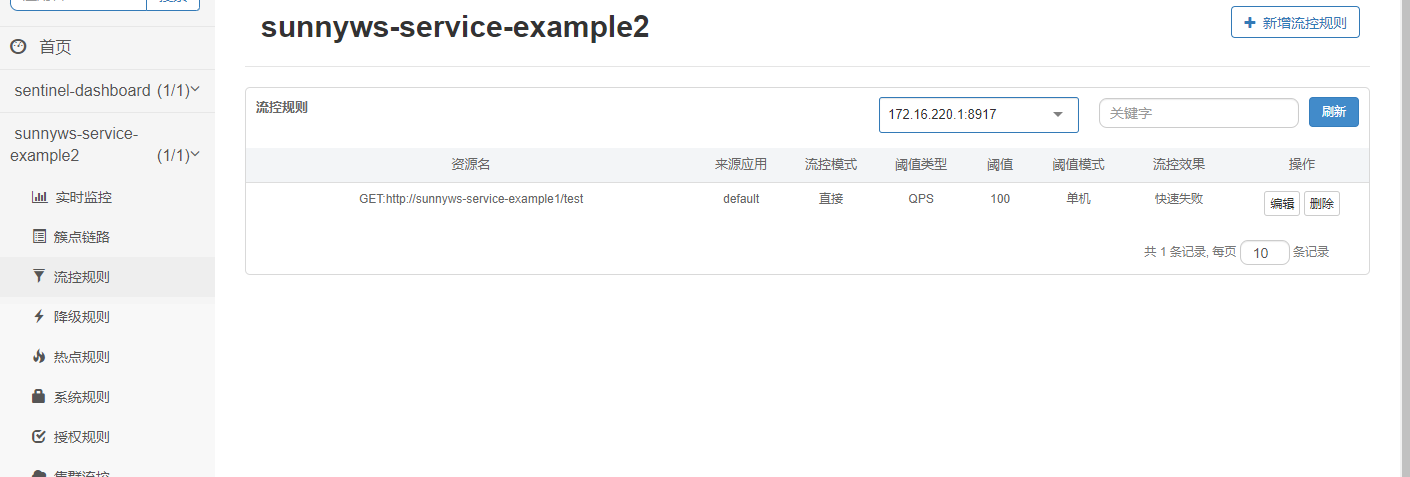 搜索
首页
sentinel-dashboard (1/1)
sunnyws-service-
example2 (1/1)
实时监控
簇点链路
流控规则
降级规则
热点规则
系统规则
授权规则
集群流控
sunnyws-service-example2
新增流控规则
流控规则
172.16.220.1:8917
关键字
刷新
资源名 来源应用 流控模式 阈值类型 阈值 阈值模式 流控效果 操作
GET:http://sunnyws-service-example1/test default 直接 QPS 100 单机 快速失败 编辑 删除
共 1 条记录, 每页 10 条记录